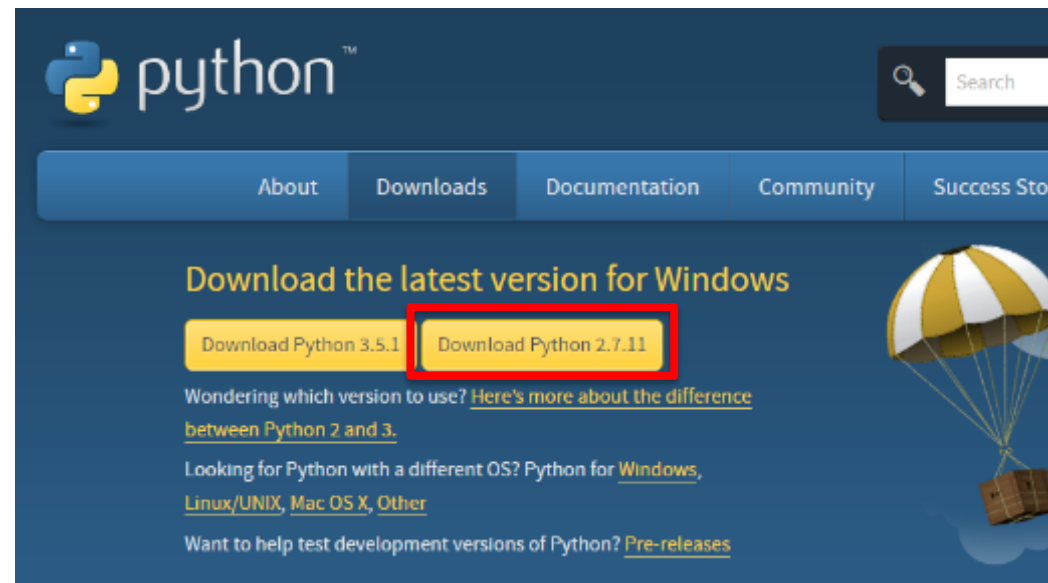 python™
Search
About Downloads Documentation Community Success Sto
Download the latest version for Windows
Download Python 3.5.1 Download Python 2.7.11
Wondering which version to use? Here's more about the difference
between Python 2 and 3.
Looking for Python with a different OS? Python for Windows,
Linux/UNIX, Mac OS X, Other
Want to help test development versions of Python? Pre-releases